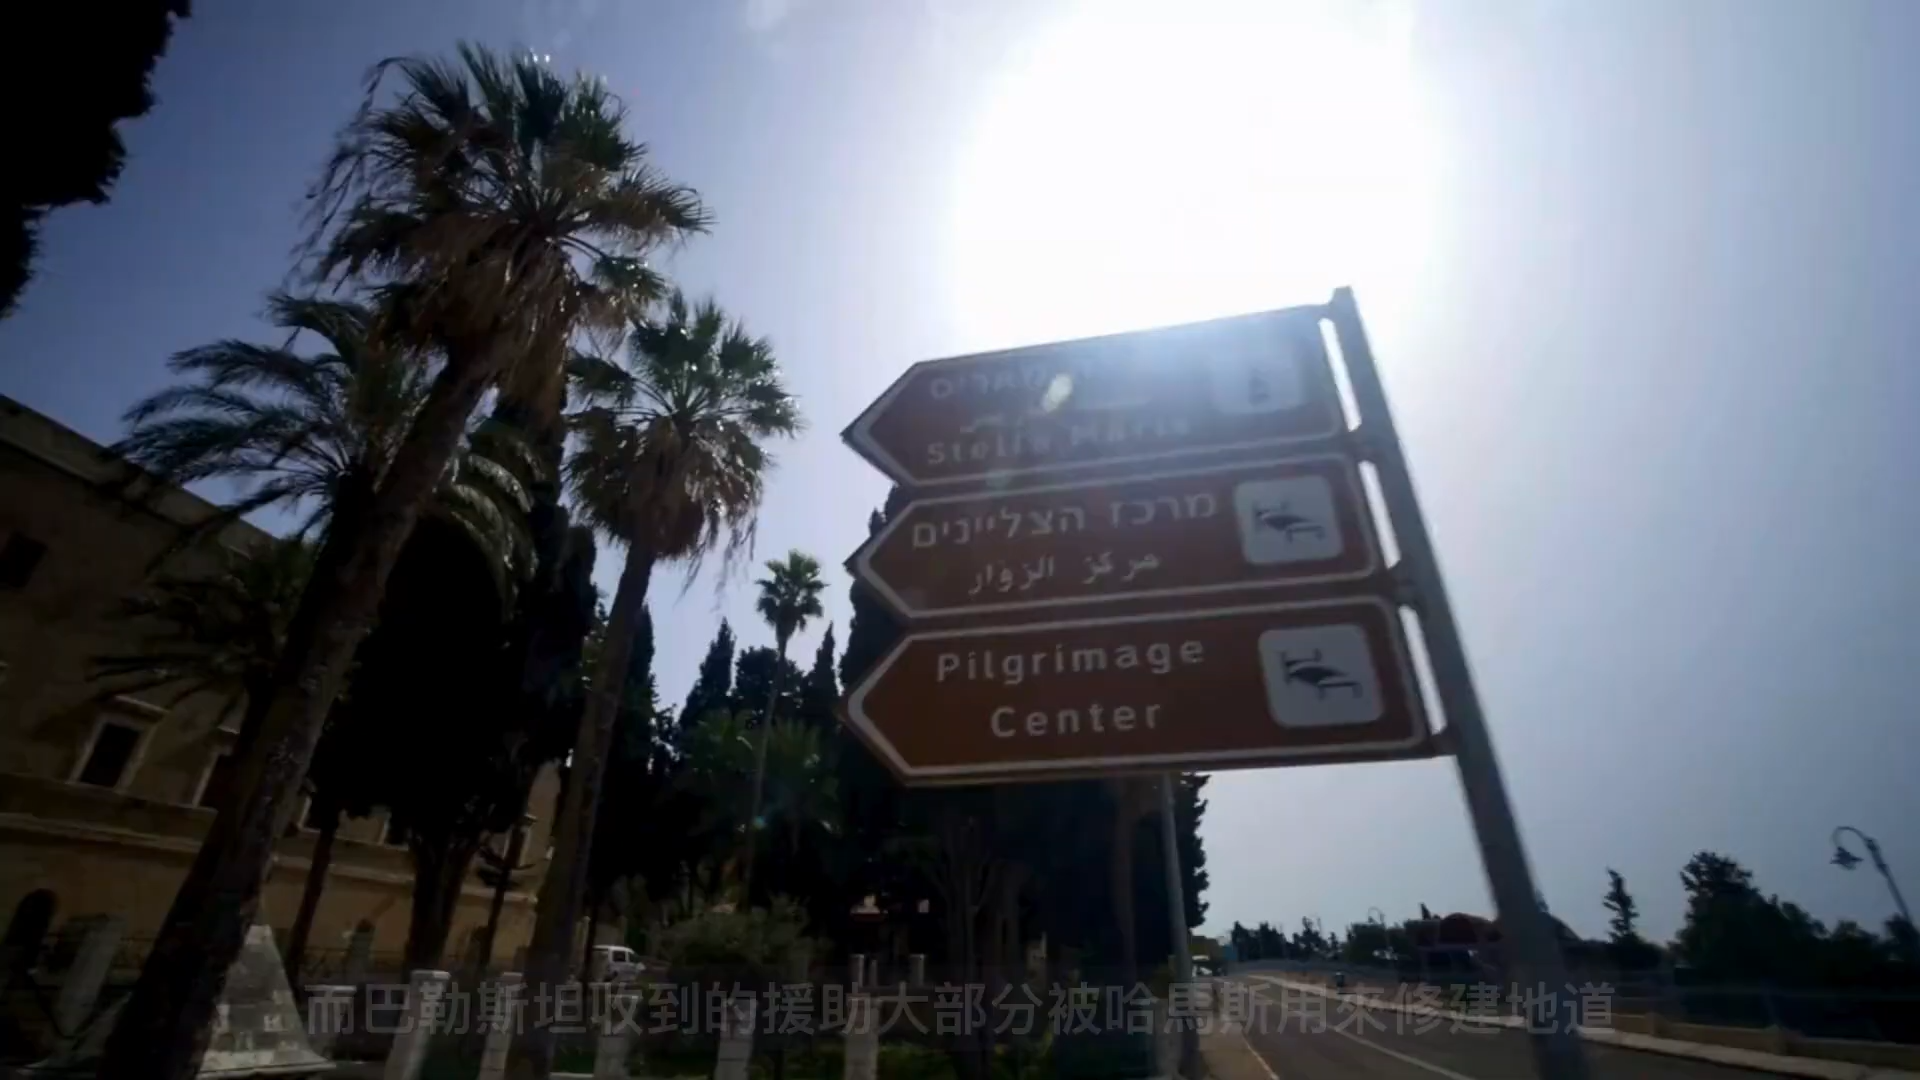 Stella Maris
מרכז הצליינים
مركز الزوار
Pilgrimage
Center
而巴勒斯坦收到的援助大部分被哈馬斯用來修建地道